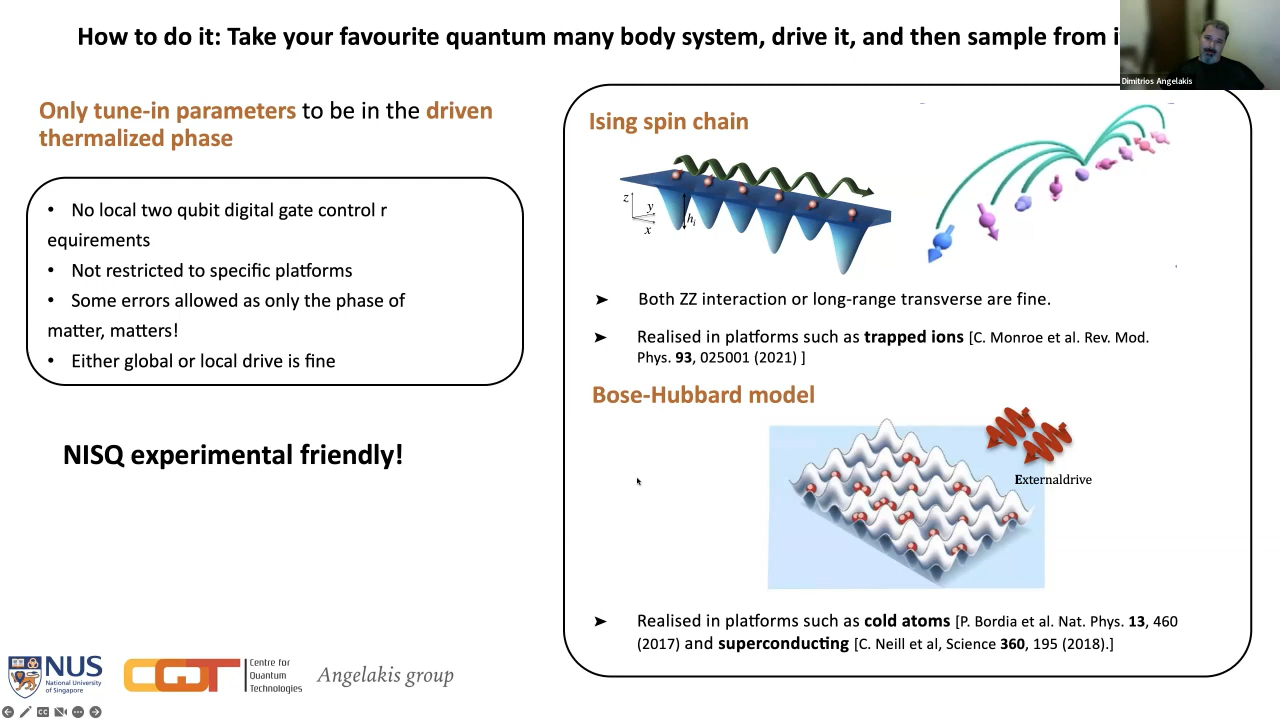 How to do it: Take your favourite quantum many body system, drive it, and then sample from i
Dimitrios Angelakis
Only tune-in parameters to be in the driven
thermalized phase
• No local two qubit digital gate control r
equirements
• Not restricted to specific platforms
• Some errors allowed as only the phase of
matter, matters!
• Either global or local drive is fine
NISQ experimental friendly!
Ising spin chain
z
y
x
hi
➤ Both ZZ interaction or long-range transverse are fine.
➤ Realised in platforms such as trapped ions [C. Monroe et al. Rev. Mod.
Phys. 93, 025001 (2021) ]
Bose-Hubbard model
Externaldrive
➤ Realised in platforms such as cold atoms [P. Bordia et al. Nat. Phys. 13, 460
(2017) and superconducting [C. Neill et al, Science 360, 195 (2018).]
NUS
National University
of Singapore
CQT
Centre for
Quantum
Technologies
Angelakis group
CC